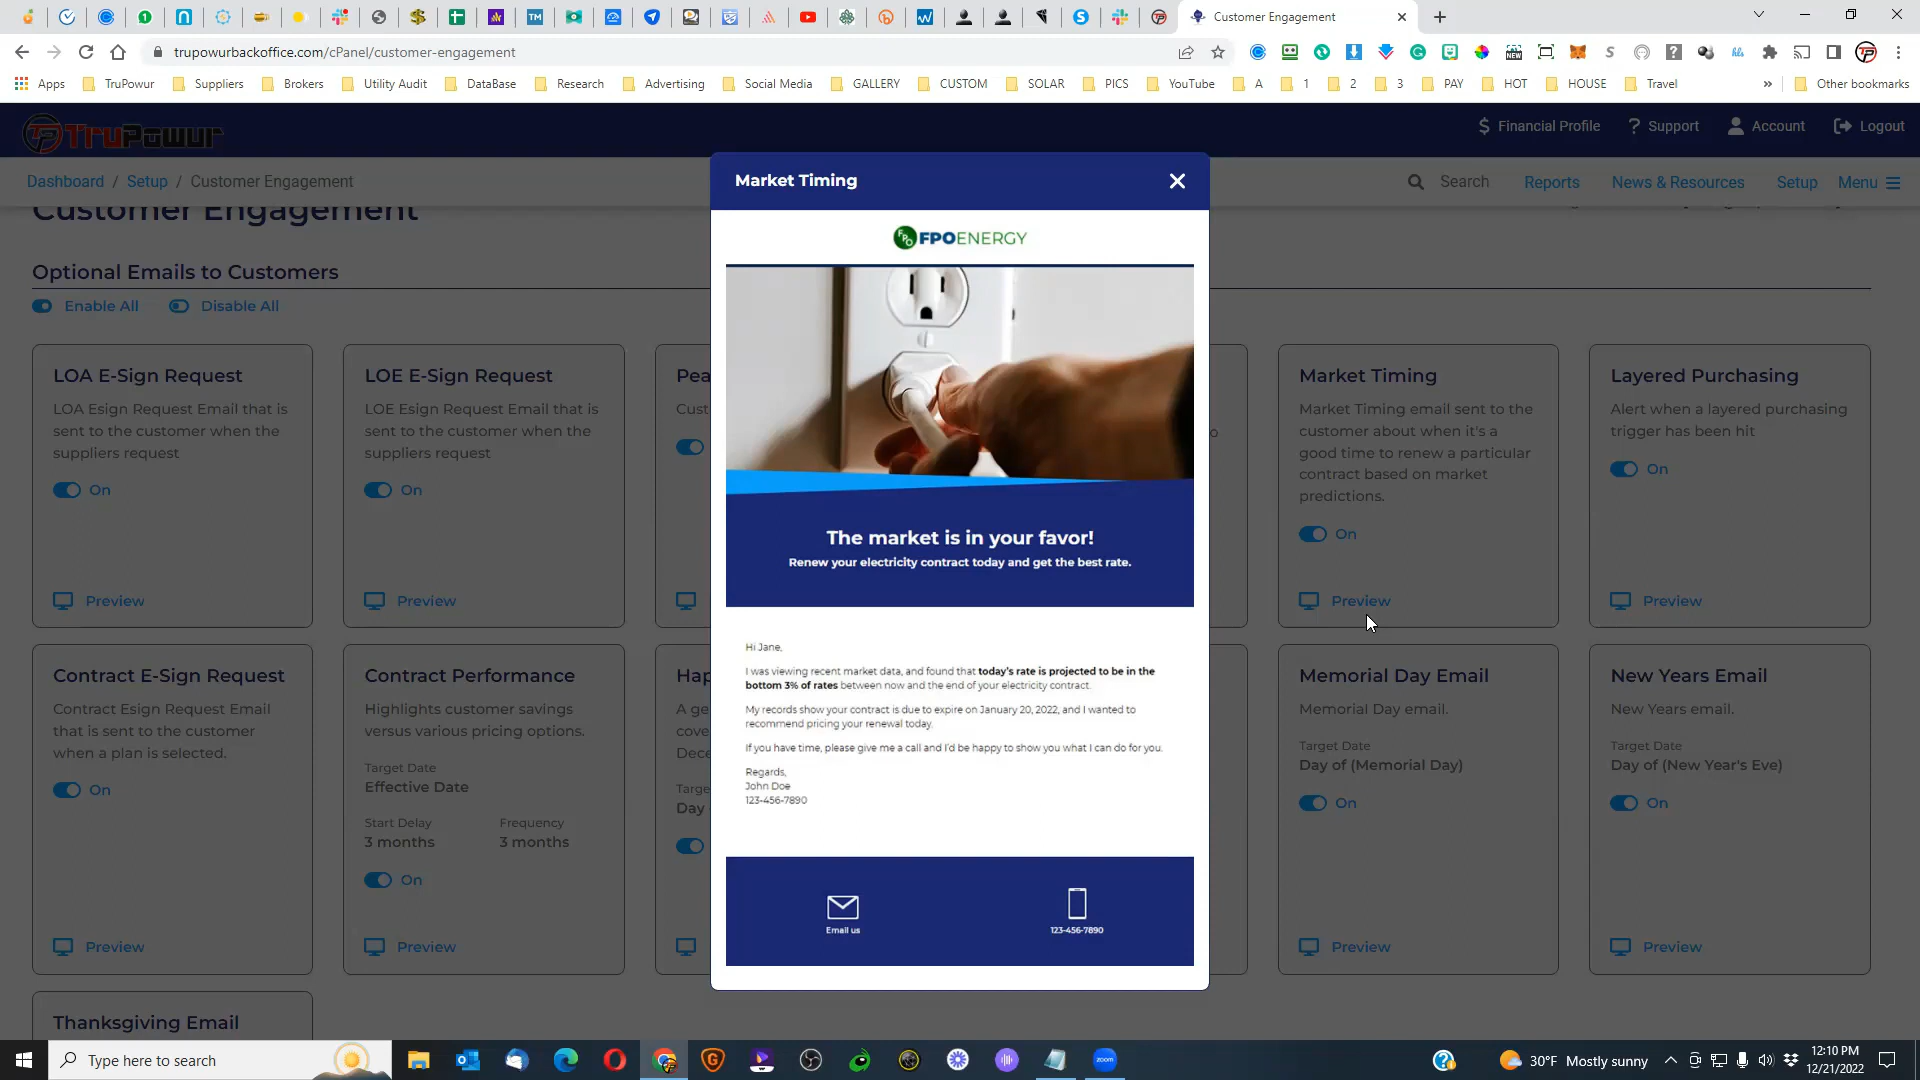 Customer Engagement
trupowurbackoffice.com/cPanel/customer-engagement
Apps
TruPowur
Suppliers
Brokers
Utility Audit
DataBase
Research
Advertising
Social Media
GALLERY
CUSTOM
SOLAR
PICS
YouTube
A
1
2
3
PAY
HOT
HOUSE
Travel
»
Other bookmarks
TruPowur
Financial Profile
Support
Account
Logout
Dashboard / Setup / Customer Engagement
Search
Reports
News & Resources
Setup
Menu
Customer Engagement
Optional Emails to Customers
Enable All
Disable All
LOA E-Sign Request
LOA Esign Request Email that is
sent to the customer when the
suppliers request
On
Preview
LOE E-Sign Request
LOE Esign Request Email that is
sent to the customer when the
suppliers request
On
Preview
Pea
Cust
Market Timing
FPO
FPOENERGY
The market is in your favor!
Renew your electricity contract today and get the best rate.
Hi Jane,
I was viewing recent market data, and found that today's rate is projected to be in the
bottom 3% of rates between now and the end of your electricity contract.
My records show your contract is due to expire on January 20, 2022, and I wanted to
recommend pricing your renewal today.
If you have time, please give me a call and I'd be happy to show you what I can do for you.
Regards,
John Doe
123-456-7890
Email us
123-456-7890
o
Market Timing
Market Timing email sent to the
customer about when it's a
good time to renew a particular
contract based on market
predictions.
On
Preview
Layered Purchasing
Alert when a layered purchasing
trigger has been hit
On
Preview
Contract E-Sign Request
Contract Esign Request Email
that is sent to the customer
when a plan is selected.
On
Preview
Contract Performance
Highlights customer savings
versus various pricing options.
Target Date
Effective Date
Start Delay
3 months
Frequency
3 months
On
Preview
Hap
A ge
cove
Dece
Targe
Day
Memorial Day Email
Memorial Day email.
Target Date
Day of (Memorial Day)
On
Preview
New Years Email
New Years email.
Target Date
Day of (New Year's Eve)
On
Preview
Thanksgiving Email
Type here to search
zoom
30°F Mostly sunny
12:10 PM
12/21/2022